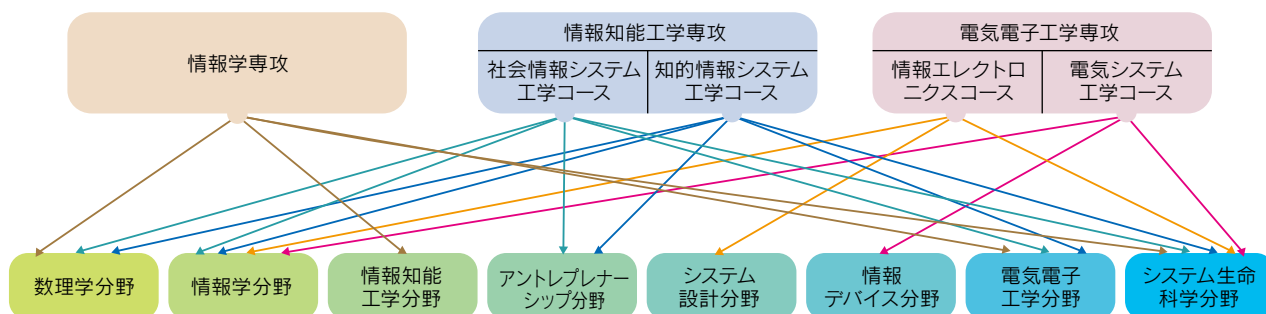 情報学専攻
情報知能工学専攻
社会情報システム
工学コース
知的情報システム
工学コース
電気電子工学専攻
情報エレクトロ
ニクスコース
電気システム
工学コース
数理学分野
情報学分野
情報知能
工学分野
アントレプレナー
シップ分野
システム
設計分野
情報
デバイス分野
電気電子
工学分野
システム生命
科学分野